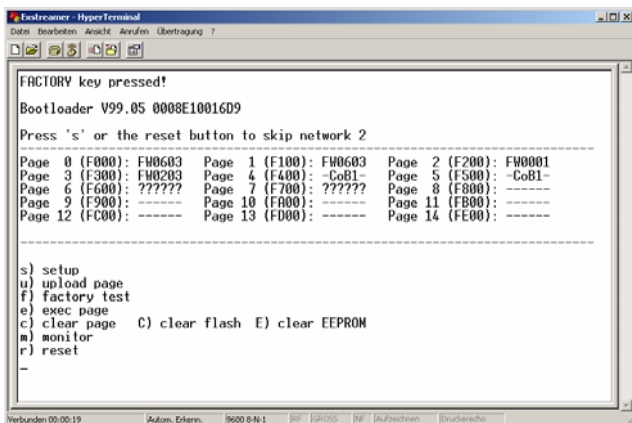 Exstreamer - HyperTerminal
Datei Bearbeiten Ansicht Anrufen Übertragung ?
FACTORY key pressed!
Bootloader V99.05 0008E10016D9
Press 's' or the reset button to skip network 2
-----------------------------------------------------------------------------
Page 0 (F000): FW0603 Page 1 (F100): FW0603 Page 2 (F200): FW0001
Page 3 (F300): FW0203 Page 4 (F400): -CoB1- Page 5 (F500): -CoB1-
Page 6 (F600): ?????? Page 7 (F700): ?????? Page 8 (F800): ------
Page 9 (F900): ------ Page 10 (FA00): ------ Page 11 (FB00): ------
Page 12 (FC00): ------ Page 13 (FD00): ------ Page 14 (FE00): ------
-----------------------------------------------------------------------------
s) setup
u) upload page
f) factory test
e) exec page
c) clear page C) clear flash E) clear EEPROM
m) monitor
r) reset
_
Verbunden 00:00:19 Autom. Erkenn. 9600 8-N-1 RF GROSS NF Aufzeichnen Druckerecho